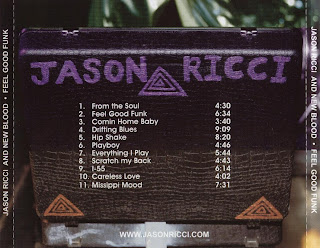 JASON RICCI AND NEW BLOOD • FEEL GOOD FUNK
JASON RICCI
1. From the Soul 4:30
2. Feel Good Funk 6:34
3. Comin Home Baby 3:40
4. Drifting Blues 9:09
5. Hip Shake 8:20
6. Playboy 4:46
7. Everything I Play 5:44
8. Scratch my Back 4:43
9. I-55 6:14
10. Careless Love 4:02
11. Missippi Mood 7:31
WWW.JASONRICCI.COM
JASON RICCI AND NEW BLOOD • FEEL GOOD FUNK